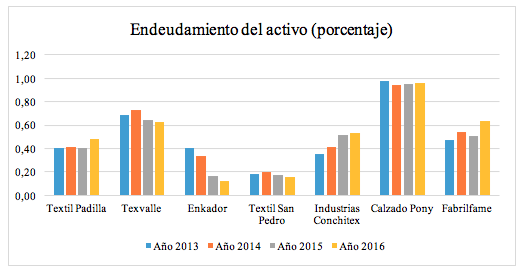 Endeudamiento del activo (porcentaje)
1,20
1,00
0,80
0,60
0,40
0,20
0,00
Textil Padilla
Texvalle
Enkador
Textil San
Pedro
Industrias
Conchitex
Calzado Pony
Fabrilfame
Año 2013
Año 2014
Año 2015
Año 2016